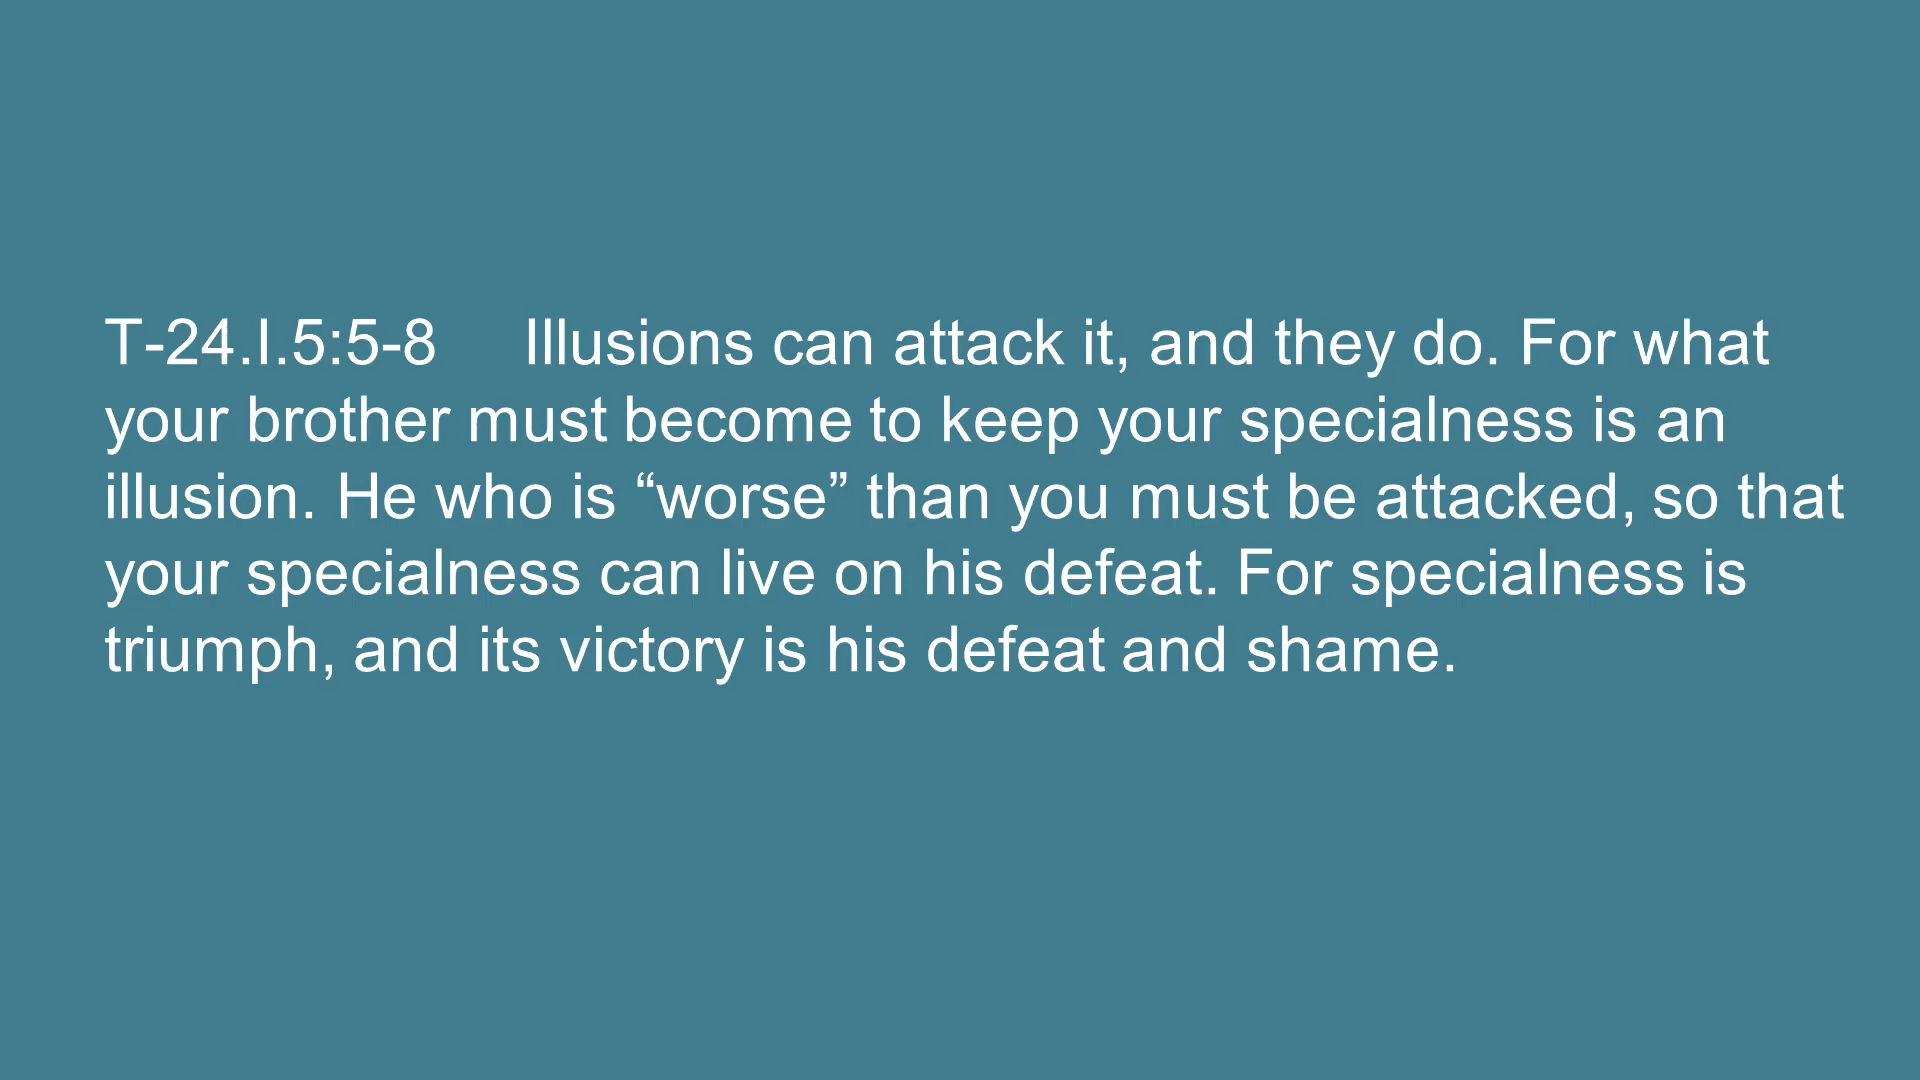 T-24.I.5:5-8     Illusions can attack it, and they do. For what
your brother must become to keep your specialness is an
illusion. He who is “worse” than you must be attacked, so that
your specialness can live on his defeat. For specialness is
triumph, and its victory is his defeat and shame.